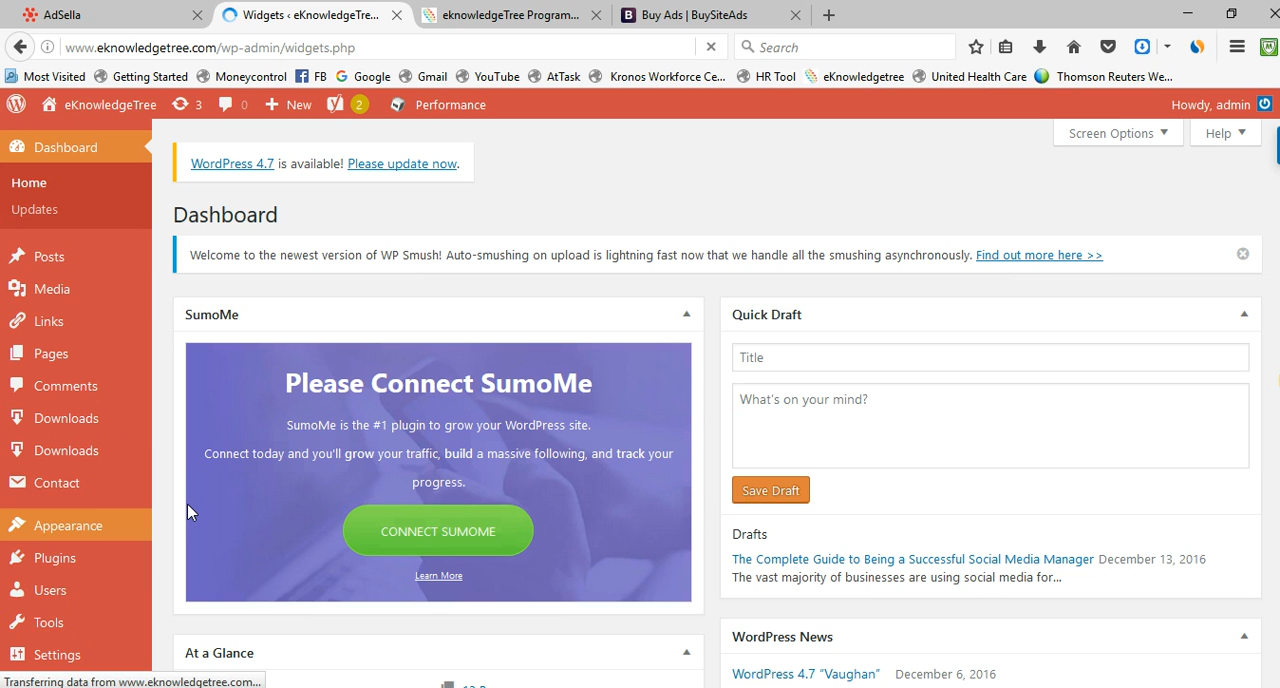 AdSella
Widgets ‹ eKnowledgeTre...
eknowledgeTree Program...
Buy Ads | BuySiteAds
www.eknowledgetree.com/wp-admin/widgets.php
Search
Most Visited
Getting Started
Moneycontrol
FB
Google
Gmail
YouTube
AtTask
Kronos Workforce Ce...
HR Tool
eKnowledgetree
United Health Care
Thomson Reuters We...
eKnowledgeTree
3
0
New
2
Performance
Howdy, admin
Dashboard
Home
Updates
Posts
Media
Links
Pages
Comments
Downloads
Downloads
Contact
Appearance
Plugins
Users
Tools
Settings
Screen Options
Help
WordPress 4.7 is available! Please update now.
Dashboard
Welcome to the newest version of WP Smush! Auto-smushing on upload is lightning fast now that we handle all the smushing asynchronously. Find out more here >>
SumoMe
Please Connect SumoMe
SumoMe is the #1 plugin to grow your WordPress site.
Connect today and you'll grow your traffic, build a massive following, and track your
progress.
CONNECT SUMOME
Learn More
At a Glance
Quick Draft
Title
What's on your mind?
Save Draft
Drafts
The Complete Guide to Being a Successful Social Media Manager December 13, 2016
The vast majority of businesses are using social media for...
WordPress News
WordPress 4.7 “Vaughan” December 6, 2016
Transferring data from www.eknowledgetree.com...